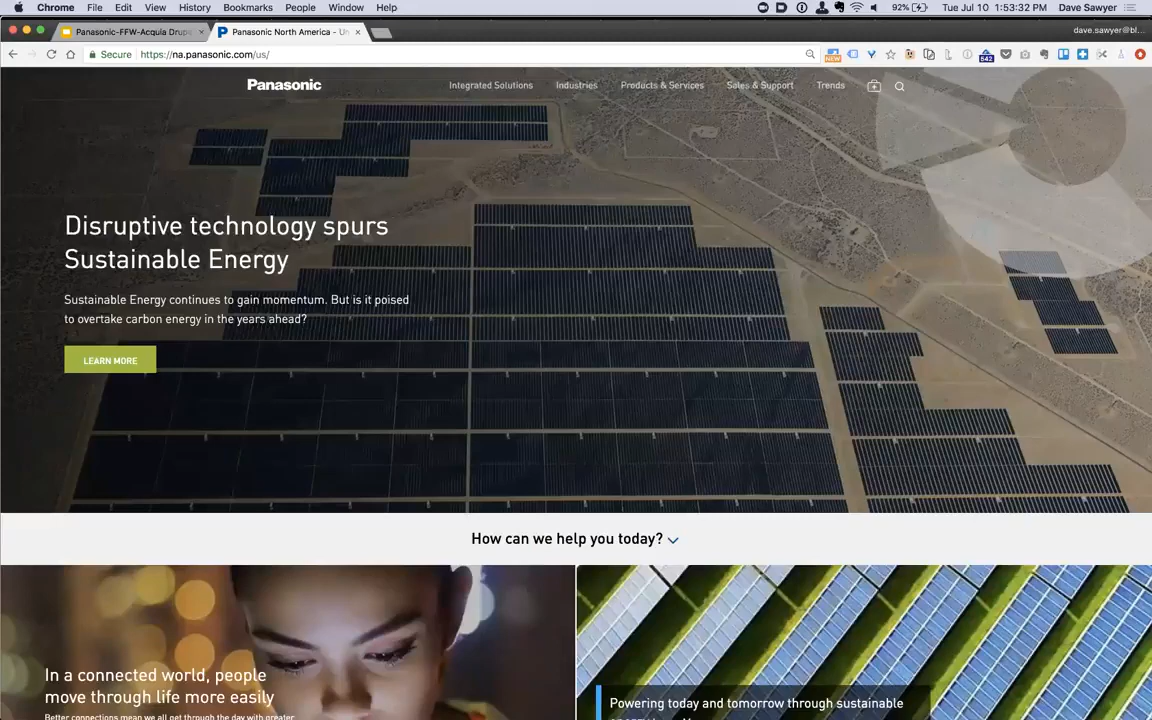 Chrome File Edit View History Bookmarks People Window Help
92% Tue Jul 10 1:53:32 PM Dave Sawyer
Panasonic-FFW-Acquia Drup
Panasonic North America - Un
dave.sawyer@bl...
Secure https://na.panasonic.com/us/
NEW
542
Panasonic
Integrated Solutions Industries Products & Services Sales & Support Trends
Disruptive technology spurs
Sustainable Energy
Sustainable Energy continues to gain momentum. But is it poised
to overtake carbon energy in the years ahead?
LEARN MORE
How can we help you today?
In a connected world, people
move through life more easily
Better connections mean we all get through the day with greater
Powering today and tomorrow through sustainable